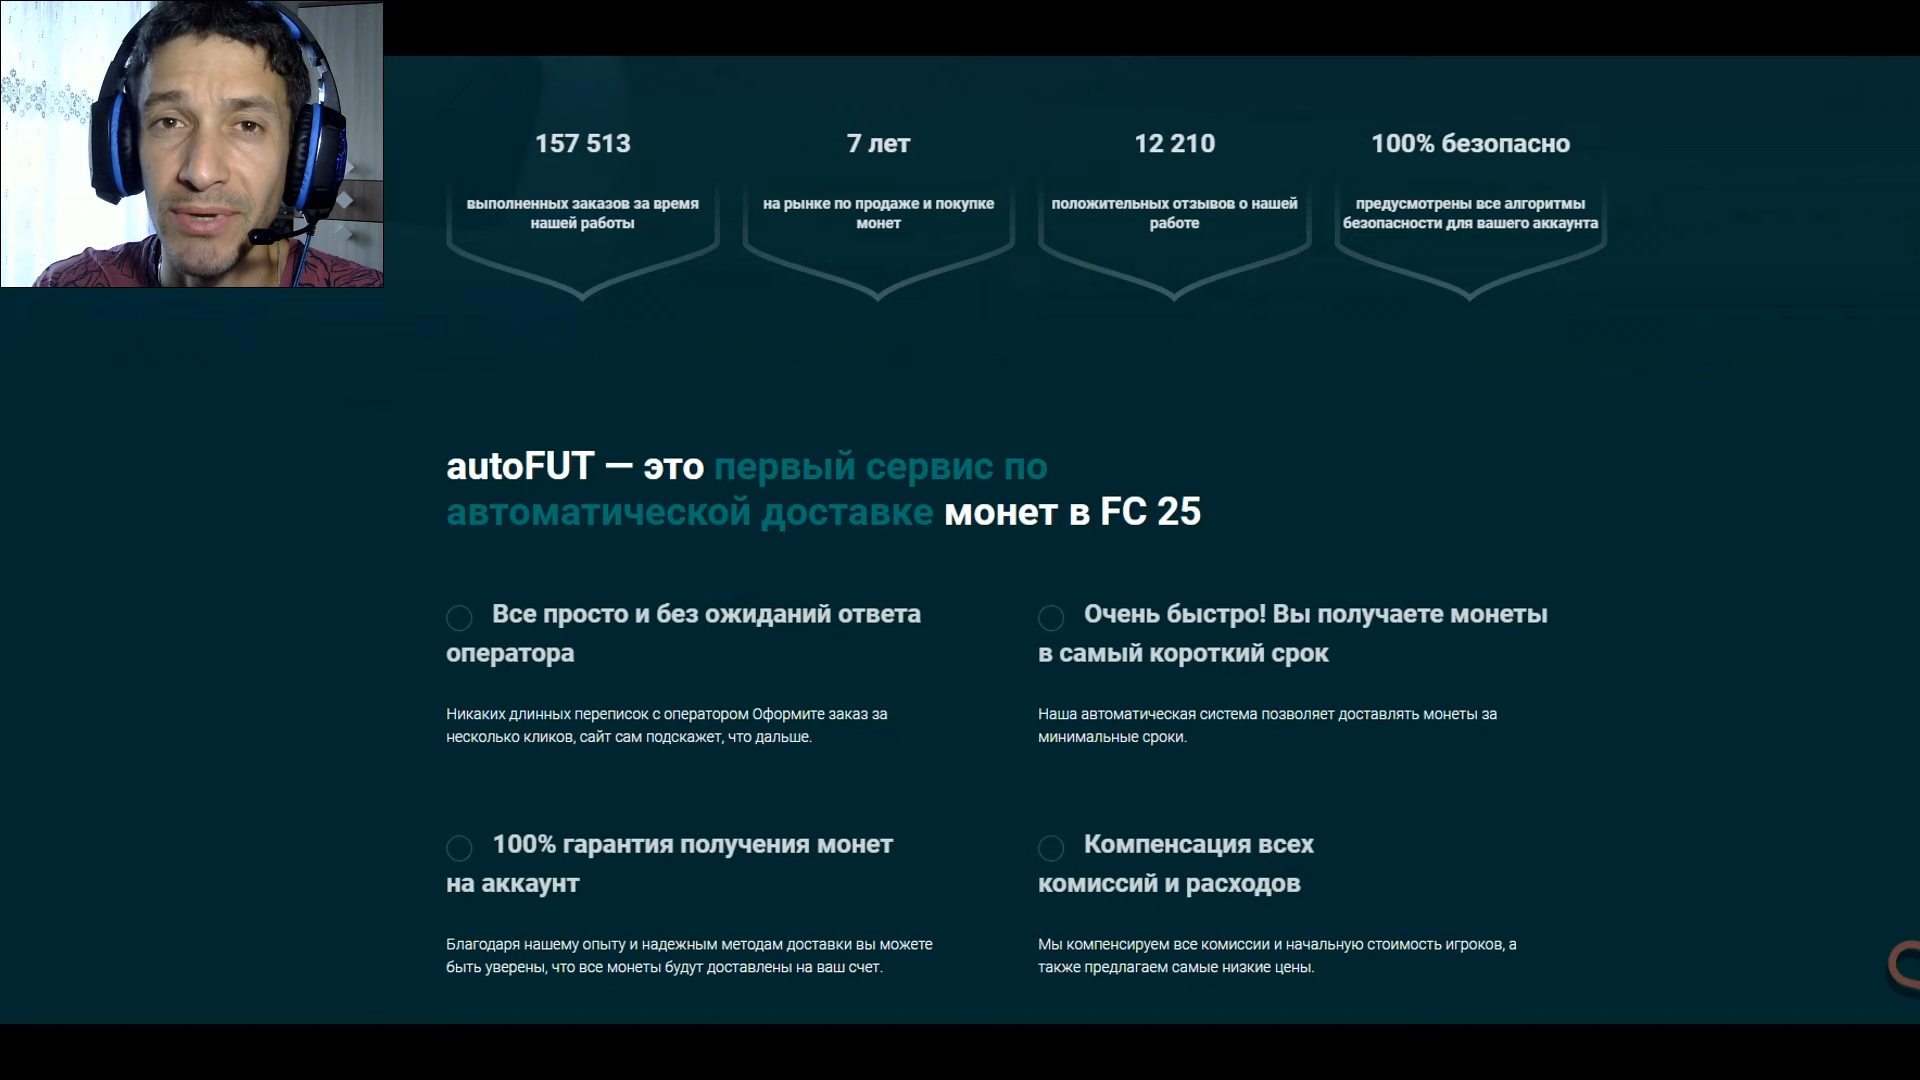 157 513
выполненных заказов за время
нашей работы
7 лет
на рынке по продаже и покупке
монет
12 210
положительных отзывов о нашей
работе
100% безопасно
предусмотрены все алгоритмы
безопасности для вашего аккаунта
autoFUT — это первый сервис по
автоматической доставке монет в FC 25
Все просто и без ожиданий ответа
оператора
Никаких длинных переписок с оператором Оформите заказ за
несколько кликов, сайт сам подскажет, что дальше.
Очень быстро! Вы получаете монеты
в самый короткий срок
Наша автоматическая система позволяет доставлять монеты за
минимальные сроки.
100% гарантия получения монет
на аккаунт
Благодаря нашему опыту и надежным методам доставки вы можете
быть уверены, что все монеты будут доставлены на ваш счет.
Компенсация всех
комиссий и расходов
Мы компенсируем все комиссии и начальную стоимость игроков, а
также предлагаем самые низкие цены.